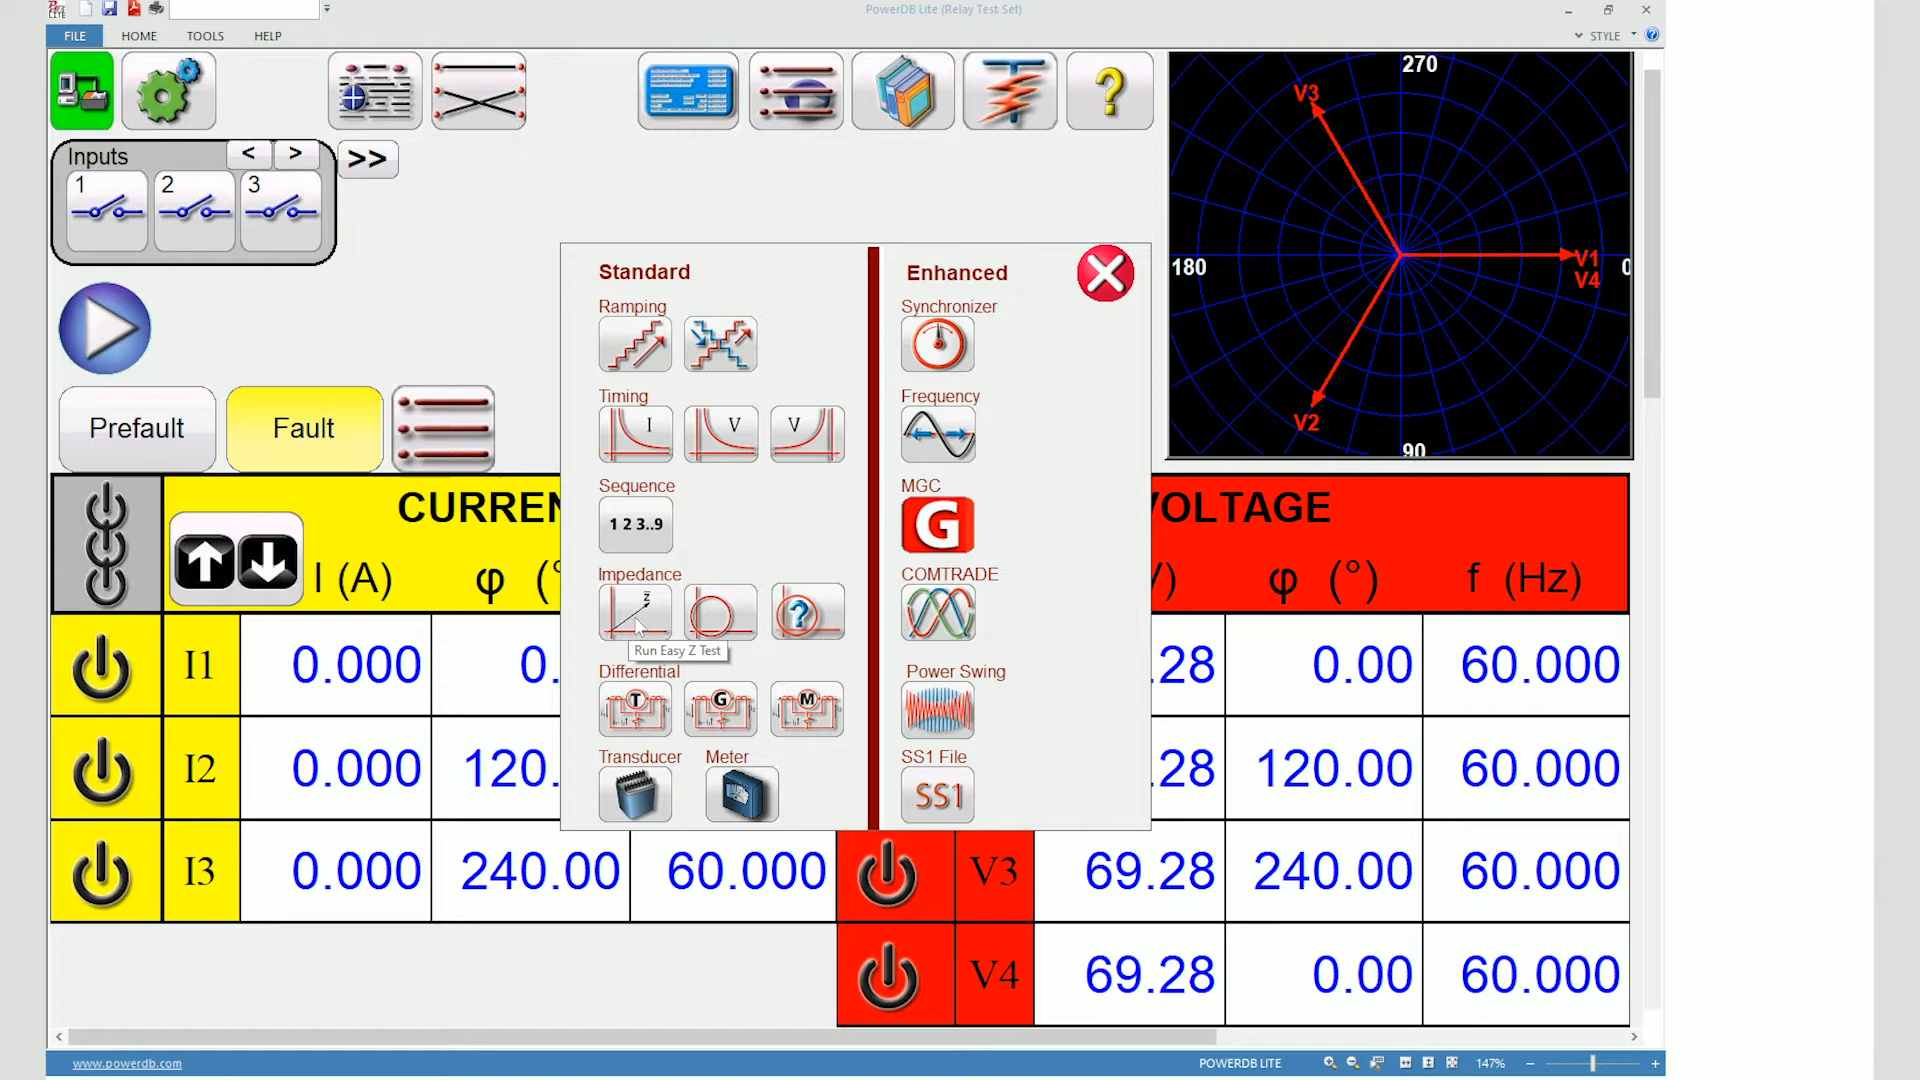 PowerDB Lite (Relay Test Set)
FILE HOME TOOLS HELP
STYLE
Inputs < > >>
1 2 3
270
V3
180
V1
V4
0
V2
90
Prefault Fault
Standard
Ramping
Timing
I V V
Sequence
1 2 3..9
Impedance
Z
?
Run Easy Z Test
Differential
T G M
Transducer Meter
Enhanced
Synchronizer
Frequency
MGC
G
COMTRADE
Power Swing
SS1 File
SS1
CURREN
VOLTAGE
I (A) φ (° V) φ (°) f (Hz)
I1 0.000 0. .28 0.00 60.000
I2 0.000 120. .28 120.00 60.000
I3 0.000 240.00 60.000 V3 69.28 240.00 60.000
V4 69.28 0.00 60.000
www.powerdb.com
POWERDB LITE 147%